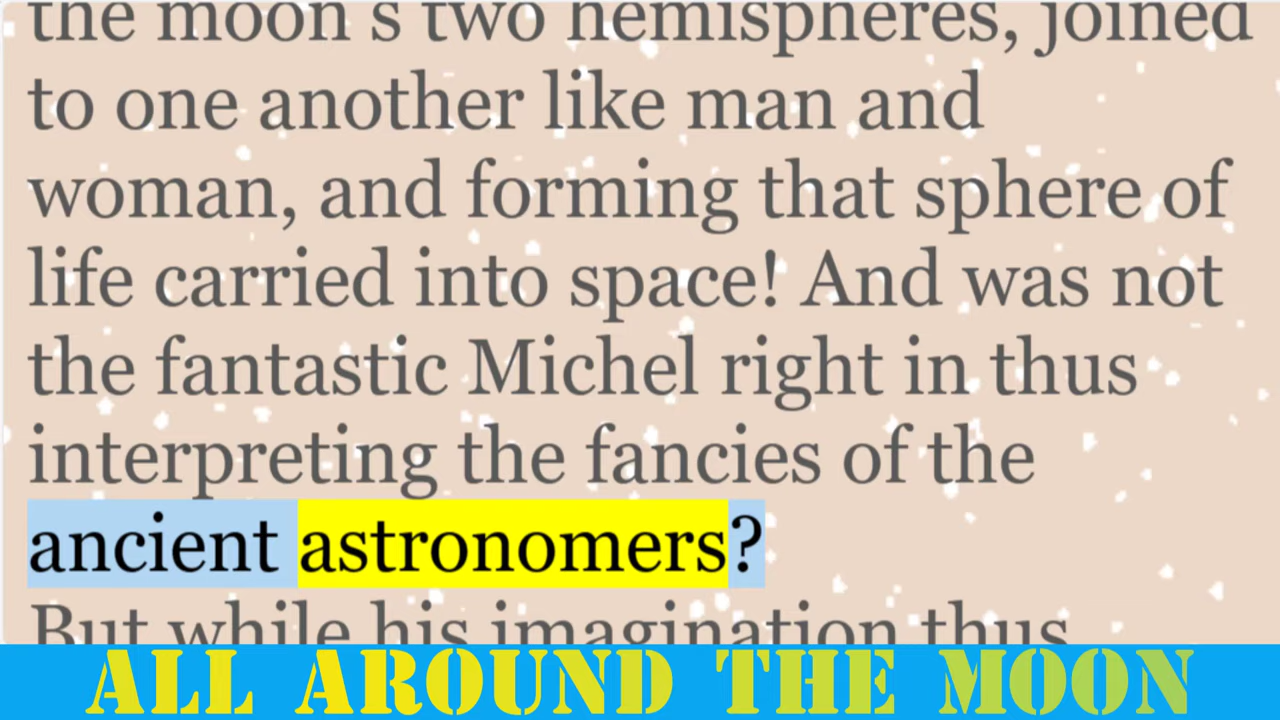 the moon's two hemispheres, joined
to one another like man and
woman, and forming that sphere of
life carried into space! And was not
the fantastic Michel right in thus
interpreting the fancies of the
ancient astronomers?
But while his imagination thus
ALL AROUND THE MOON